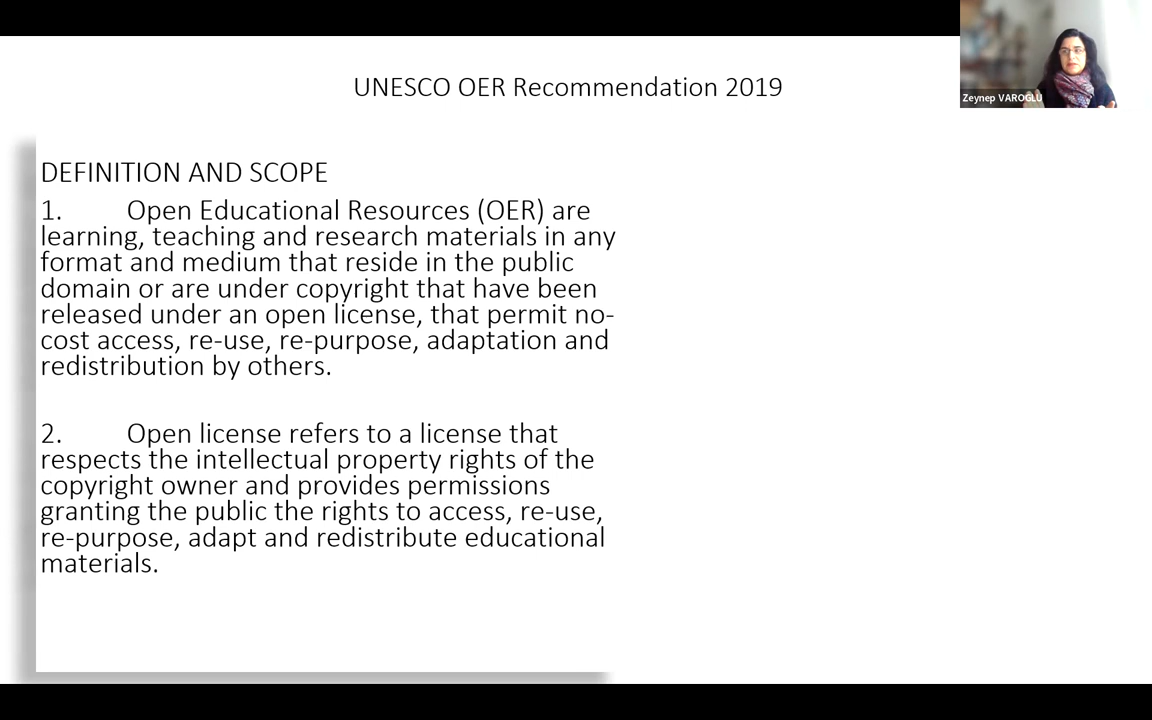 UNESCO OER Recommendation 2019
Zeynep VAROGLU
DEFINITION AND SCOPE
1. Open Educational Resources (OER) are
learning, teaching and research materials in any
format and medium that reside in the public
domain or are under copyright that have been
released under an open license, that permit no-
cost access, re-use, re-purpose, adaptation and
redistribution by others.
2. Open license refers to a license that
respects the intellectual property rights of the
copyright owner and provides permissions
granting the public the rights to access, re-use,
re-purpose, adapt and redistribute educational
materials.